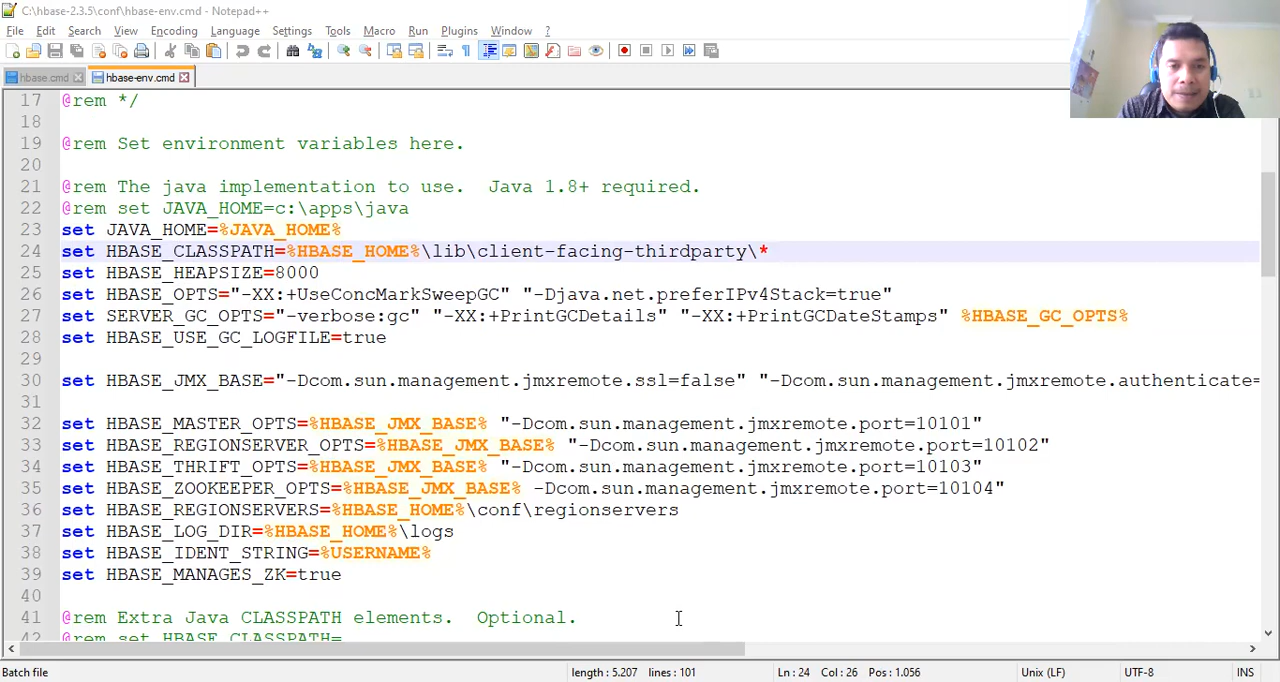 C:\hbase-2.3.5\conf\hbase-env.cmd - Notepad++
File Edit Search View Encoding Language Settings Tools Macro Run Plugins Window ?
hbase.cmd hbase-env.cmd
17 @rem */
18
19 @rem Set environment variables here.
20
21 @rem The java implementation to use.  Java 1.8+ required.
22 @rem set JAVA_HOME=c:\apps\java
23 set JAVA_HOME=%JAVA_HOME%
24 set HBASE_CLASSPATH=%HBASE_HOME%\lib\client-facing-thirdparty\*
25 set HBASE_HEAPSIZE=8000
26 set HBASE_OPTS="-XX:+UseConcMarkSweepGC" "-Djava.net.preferIPv4Stack=true"
27 set SERVER_GC_OPTS="-verbose:gc" "-XX:+PrintGCDetails" "-XX:+PrintGCDateStamps" %HBASE_GC_OPTS%
28 set HBASE_USE_GC_LOGFILE=true
29
30 set HBASE_JMX_BASE="-Dcom.sun.management.jmxremote.ssl=false" "-Dcom.sun.management.jmxremote.authenticate=
31
32 set HBASE_MASTER_OPTS=%HBASE_JMX_BASE% "-Dcom.sun.management.jmxremote.port=10101"
33 set HBASE_REGIONSERVER_OPTS=%HBASE_JMX_BASE% "-Dcom.sun.management.jmxremote.port=10102"
34 set HBASE_THRIFT_OPTS=%HBASE_JMX_BASE% "-Dcom.sun.management.jmxremote.port=10103"
35 set HBASE_ZOOKEEPER_OPTS=%HBASE_JMX_BASE% -Dcom.sun.management.jmxremote.port=10104"
36 set HBASE_REGIONSERVERS=%HBASE_HOME%\conf\regionservers
37 set HBASE_LOG_DIR=%HBASE_HOME%\logs
38 set HBASE_IDENT_STRING=%USERNAME%
39 set HBASE_MANAGES_ZK=true
40
41 @rem Extra Java CLASSPATH elements.  Optional.
42 @rem set HBASE_CLASSPATH=
Batch file length : 5.207 lines : 101 Ln : 24 Col : 26 Pos : 1.056 Unix (LF) UTF-8 INS